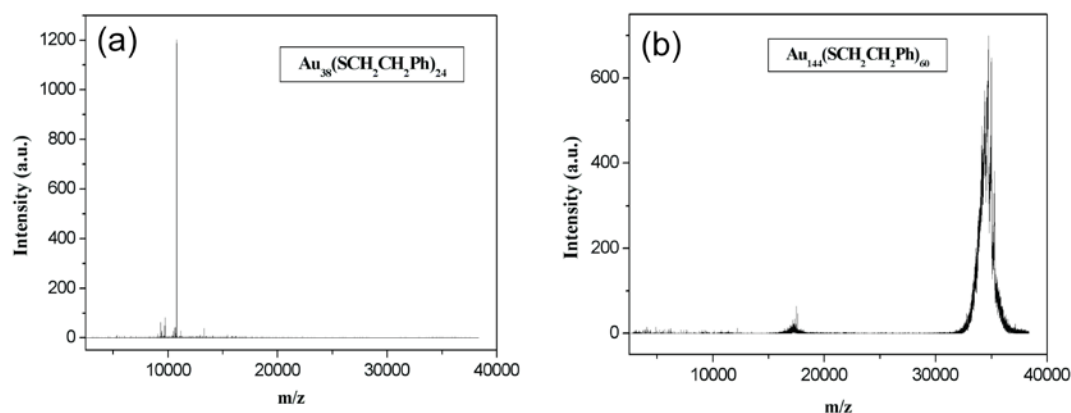 (a)
Au₃₈(SCH₂CH₂Ph)₂₄
1200
1000
800
600
400
200
0
Intensity (a.u.)
10000 20000 30000 40000
m/z
(b)
Au₁₄₄(SCH₂CH₂Ph)₆₀
600
400
200
0
Intensity (a.u.)
10000 20000 30000 40000
m/z